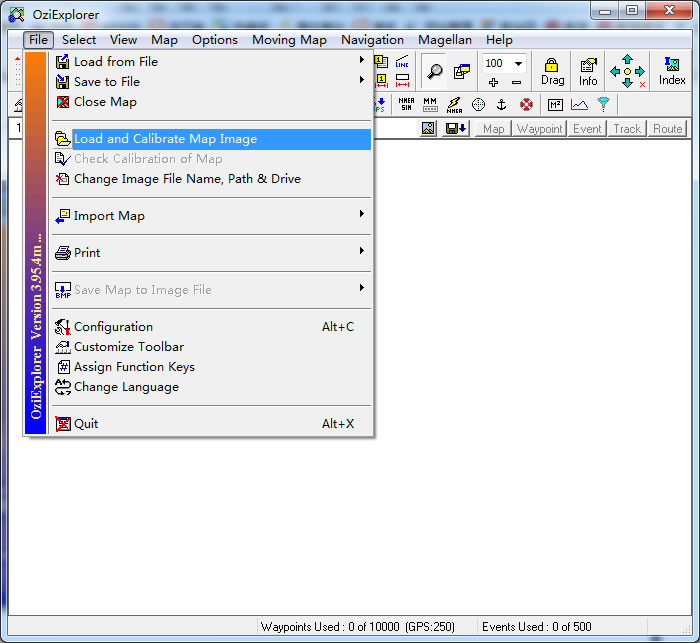 OziExplorer
File Select View Map Options Moving Map Navigation Magellan Help
Load from File
Save to File
Close Map
Load and Calibrate Map Image
Check Calibration of Map
Change Image File Name, Path & Drive
Import Map
Print
Save Map to Image File
BMP
Configuration Alt+C
Customize Toolbar
Assign Function Keys
Change Language
Quit Alt+X
OziExplorer Version 3.95.4m ...
LINE
100
Drag
Info
Index
NMER
SIM
MM
NMER
M²
1
Map Waypoint Event Track Route
Waypoints Used : 0 of 10000 (GPS:250) Events Used : 0 of 500